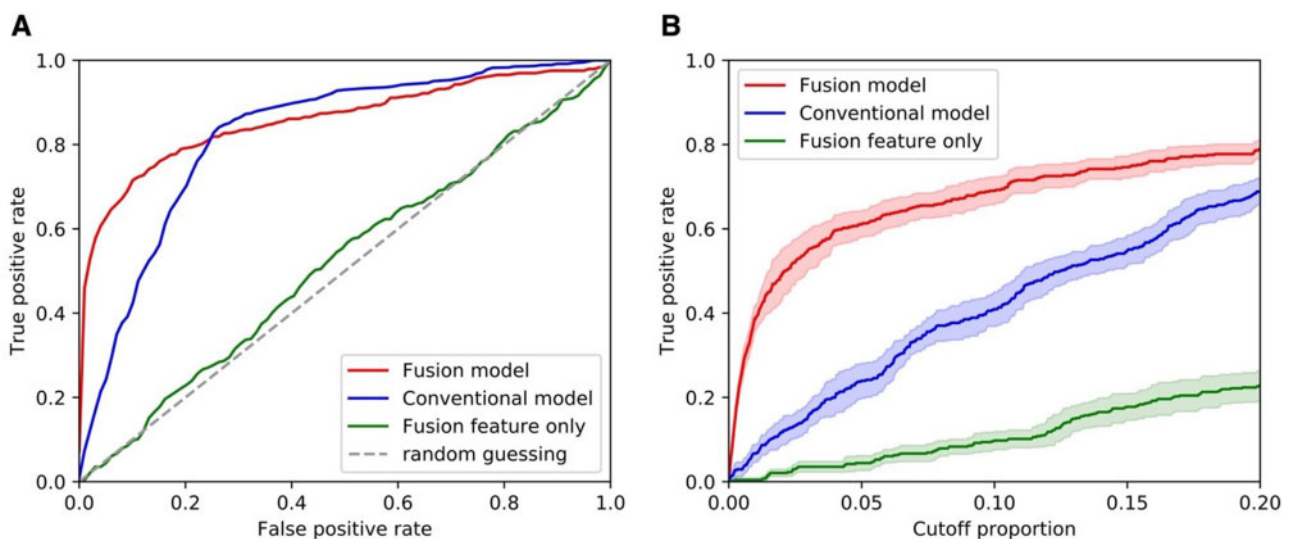 A
B
1.0
0.8
0.6
0.4
0.2
0.0
True positive rate
0.0 0.2 0.4 0.6 0.8 1.0
False positive rate
Fusion model
Conventional model
Fusion feature only
random guessing
1.0
0.8
0.6
0.4
0.2
0.0
True positive rate
0.00 0.05 0.10 0.15 0.20
Cutoff proportion
Fusion model
Conventional model
Fusion feature only